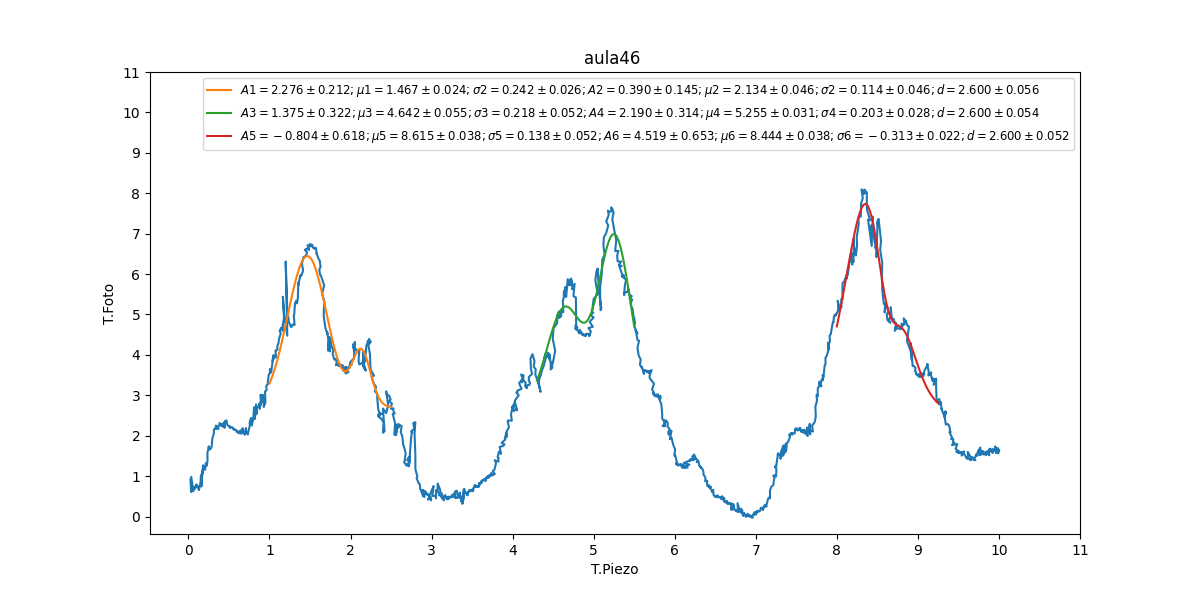 aula46
A1 = 2.276 ± 0.212; μ1 = 1.467 ± 0.024; σ2 = 0.242 ± 0.026; A2 = 0.390 ± 0.145; μ2 = 2.134 ± 0.046; σ2 = 0.114 ± 0.046; d = 2.600 ± 0.056
A3 = 1.375 ± 0.322; μ3 = 4.642 ± 0.055; σ3 = 0.218 ± 0.052; A4 = 2.190 ± 0.314; μ4 = 5.255 ± 0.031; σ4 = 0.203 ± 0.028; d = 2.600 ± 0.054
A5 = −0.804 ± 0.618; μ5 = 8.615 ± 0.038; σ5 = 0.138 ± 0.052; A6 = 4.519 ± 0.653; μ6 = 8.444 ± 0.038; σ6 = −0.313 ± 0.022; d = 2.600 ± 0.052
11
10
9
8
7
6
5
4
3
2
1
0
T.Foto
0 1 2 3 4 5 6 7 8 9 10 11
T.Piezo